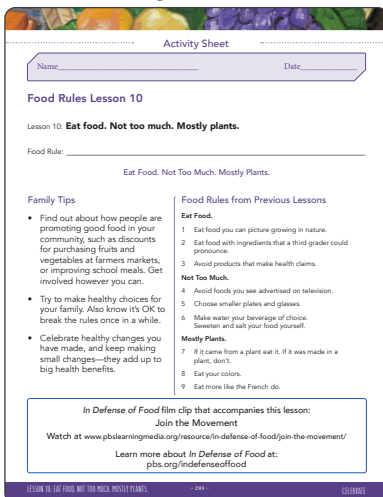 Activity Sheet
Name Date
Food Rules Lesson 10
Lesson 10: Eat food. Not too much. Mostly plants.
Food Rule:
Eat Food. Not Too Much. Mostly Plants.
Family Tips
• Find out about how people are
promoting good food in your
community, such as discounts
for purchasing fruits and
vegetables at farmers markets,
or improving school meals. Get
involved however you can.
• Try to make healthy choices for
your family. Also know it's OK to
break the rules once in a while.
• Celebrate healthy changes you
have made, and keep making
small changes—they add up to
big health benefits.
Food Rules from Previous Lessons
Eat Food.
1 Eat food you can picture growing in nature.
2 Eat food with ingredients that a third grader could
pronounce.
3 Avoid products that make health claims.
Not Too Much.
4 Avoid foods you see advertised on television.
5 Choose smaller plates and glasses.
6 Make water your beverage of choice.
Sweeten and salt your food yourself.
Mostly Plants.
7 If it came from a plant eat it. If it was made in a
plant, don't.
8 Eat your colors.
9 Eat more like the French do.
In Defense of Food film clip that accompanies this lesson:
Join the Movement
Watch at www.pbslearningmedia.org/resource/in-defense-of-food/join-the-movement/
Learn more about In Defense of Food at:
pbs.org/indefenseoffood
LESSON 10: EAT FOOD. NOT TOO MUCH. MOSTLY PLANTS. - 293 - CELEBRATE